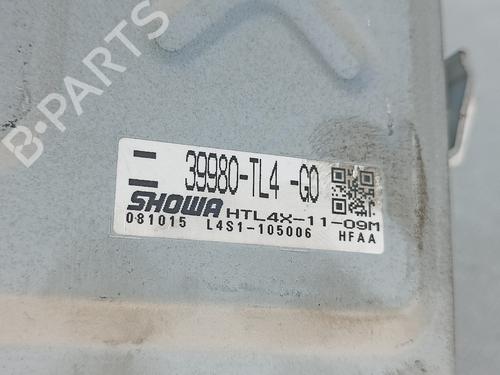 B-PARTS
39980-TL4 -G0
SHOWA HTL4X-11-09M
081015 L4S1-105006 HFAA